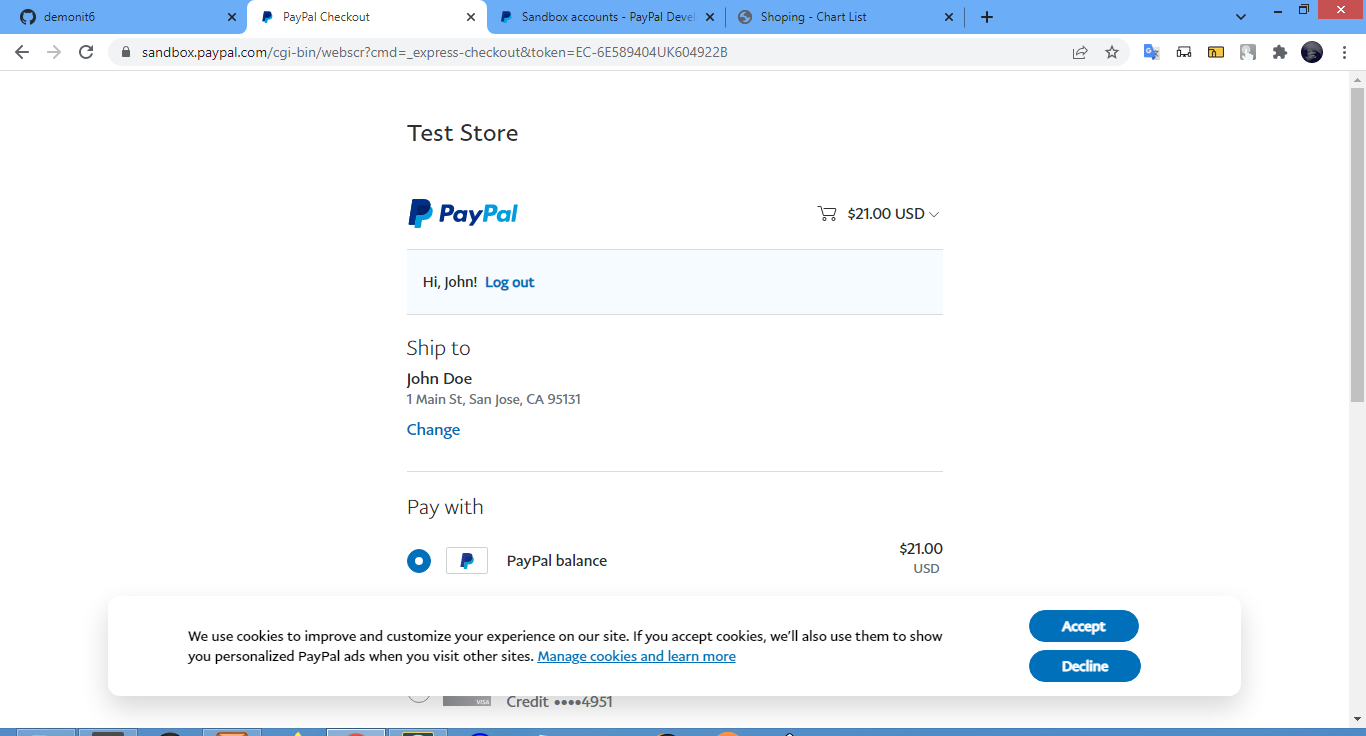 demonit6
PayPal Checkout
Sandbox accounts - PayPal Devel
Shoping - Chart List
sandbox.paypal.com/cgi-bin/webscr?cmd=_express-checkout&token=EC-6E589404UK604922B
Test Store
PayPal
$21.00 USD
Hi, John! Log out
Ship to
John Doe
1 Main St, San Jose, CA 95131
Change
Pay with
PayPal balance
$21.00
USD
We use cookies to improve and customize your experience on our site. If you accept cookies, we'll also use them to show
you personalized PayPal ads when you visit other sites. Manage cookies and learn more
Accept
Decline
VISA
Credit ••••4951